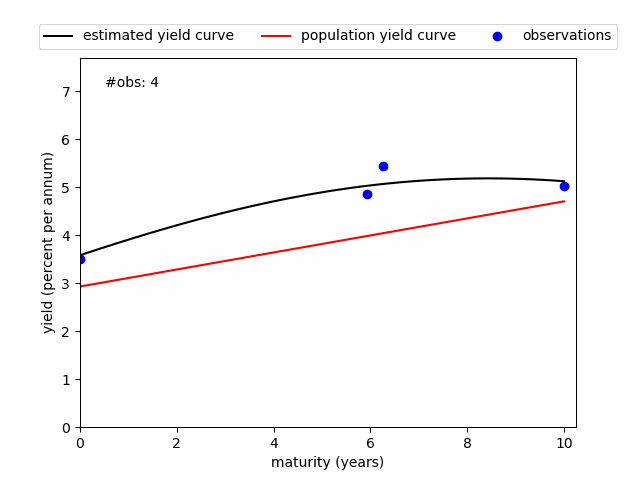 estimated yield curve population yield curve observations
#obs: 4
7
6
5
4
3
2
1
0
yield (percent per annum)
0 2 4 6 8 10
maturity (years)